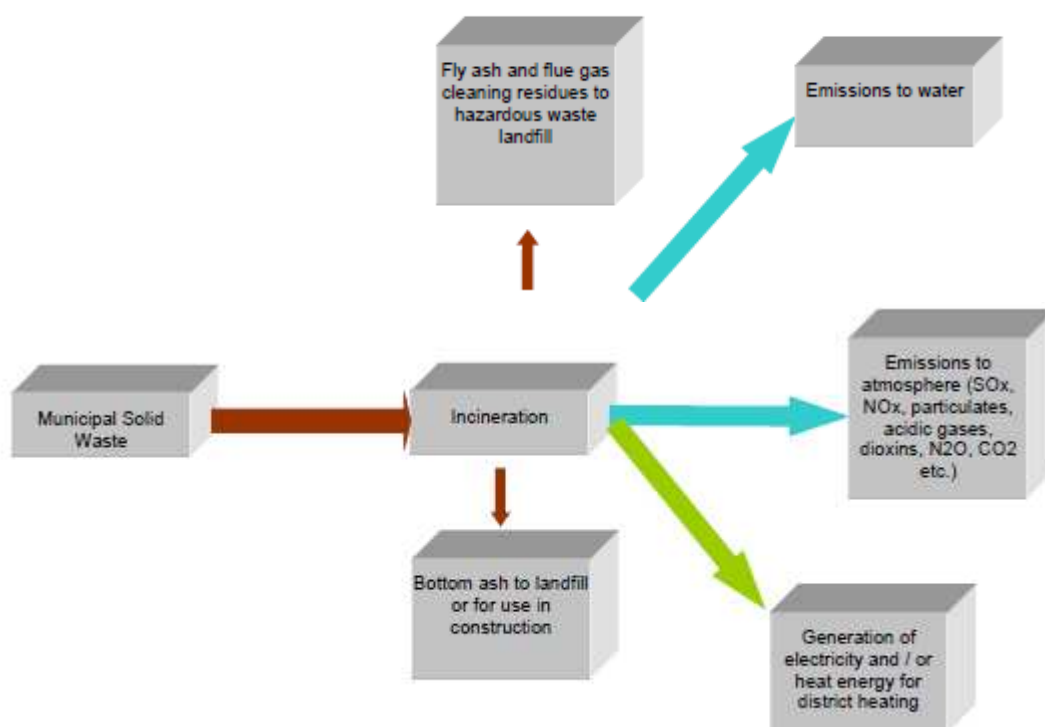 Fly ash and flue gas
cleaning residues to
hazardous waste
landfill
Emissions to water
Municipal Solid
Waste
Incineration
Emissions to
atmosphere (SOx,
NOx, particulates,
acidic gases,
dioxins, N2O, CO2
etc.)
Bottom ash to landfill
or for use in
construction
Generation of
electricity and / or
heat energy for
district heating